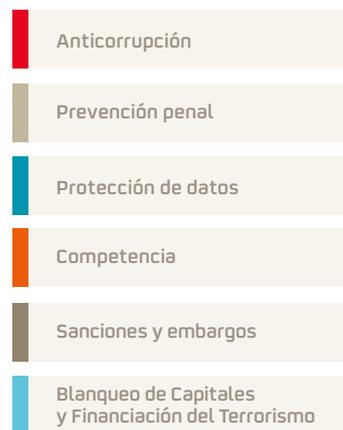 Anticorrupción
Prevención penal
Protección de datos
Competencia
Sanciones y embargos
Blanqueo de Capitales
y Financiación del Terrorismo